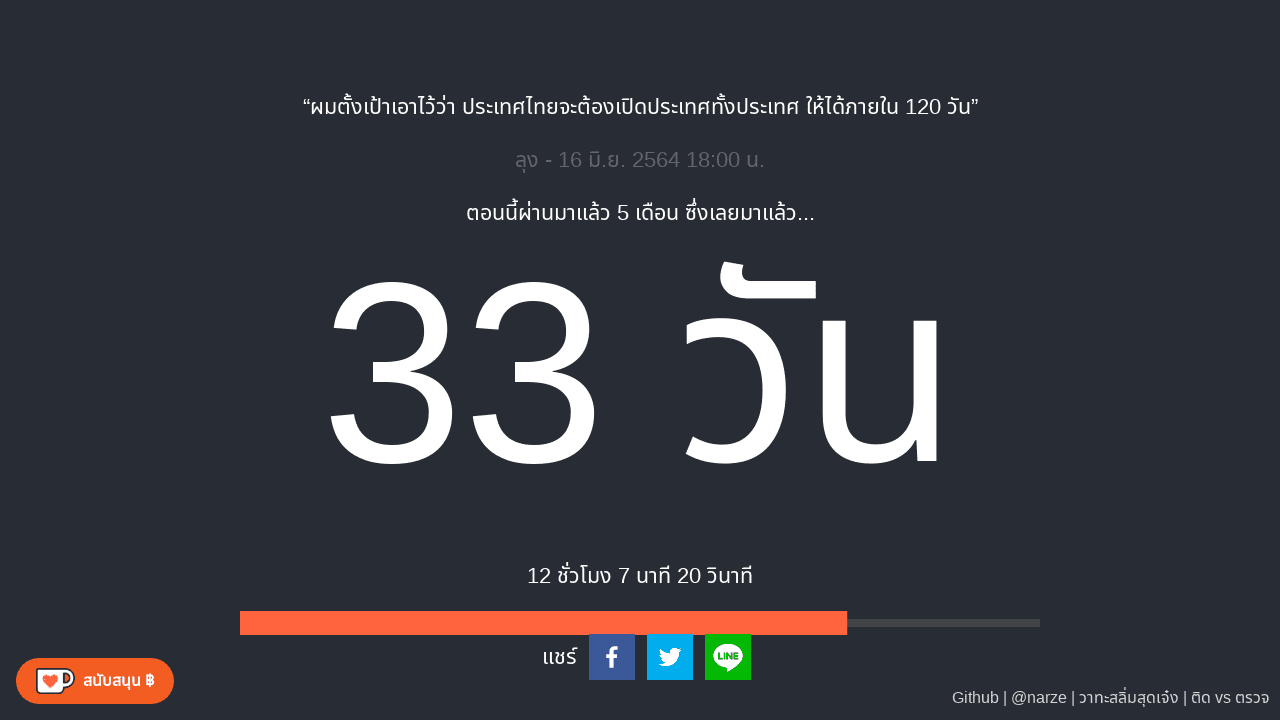 “ผมตั้งเป้าเอาไว้ว่า ประเทศไทยจะต้องเปิดประเทศทั้งประเทศ ให้ได้ภายใน 120 วัน”
ลุง - 16 มิ.ย. 2564 18:00 น.
ตอนนี้ผ่านมาแล้ว 5 เดือน ซึ่งเลยมาแล้ว...
33 วัน
12 ชั่วโมง 7 นาที 20 วินาที
แชร์
LINE
สนับสนุน ฿
Github | @narze | วาทะสลิ่มสุดเจ๋ง | ติด vs ตรวจ